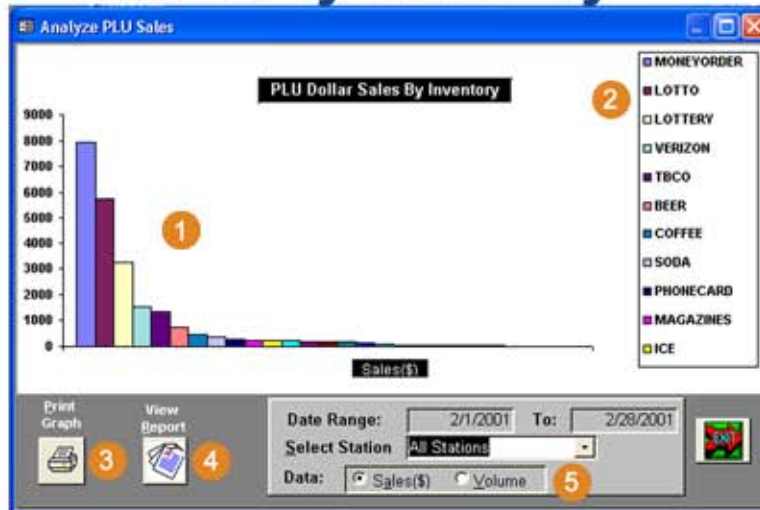 Analyze PLU Sales
PLU Dollar Sales By Inventory
9000
8000
7000
6000
5000
4000
3000
2000
1000
0
1
Sales($)
2
MONEYORDER
LOTTO
LOTTERY
VERIZON
TBCO
BEER
COFFEE
SODA
PHONECARD
MAGAZINES
ICE
Print Graph
3
View Report
4
Date Range: 2/1/2001 To: 2/28/2001
Select Station All Stations
Data: Sales($) Volume
5
EXIT